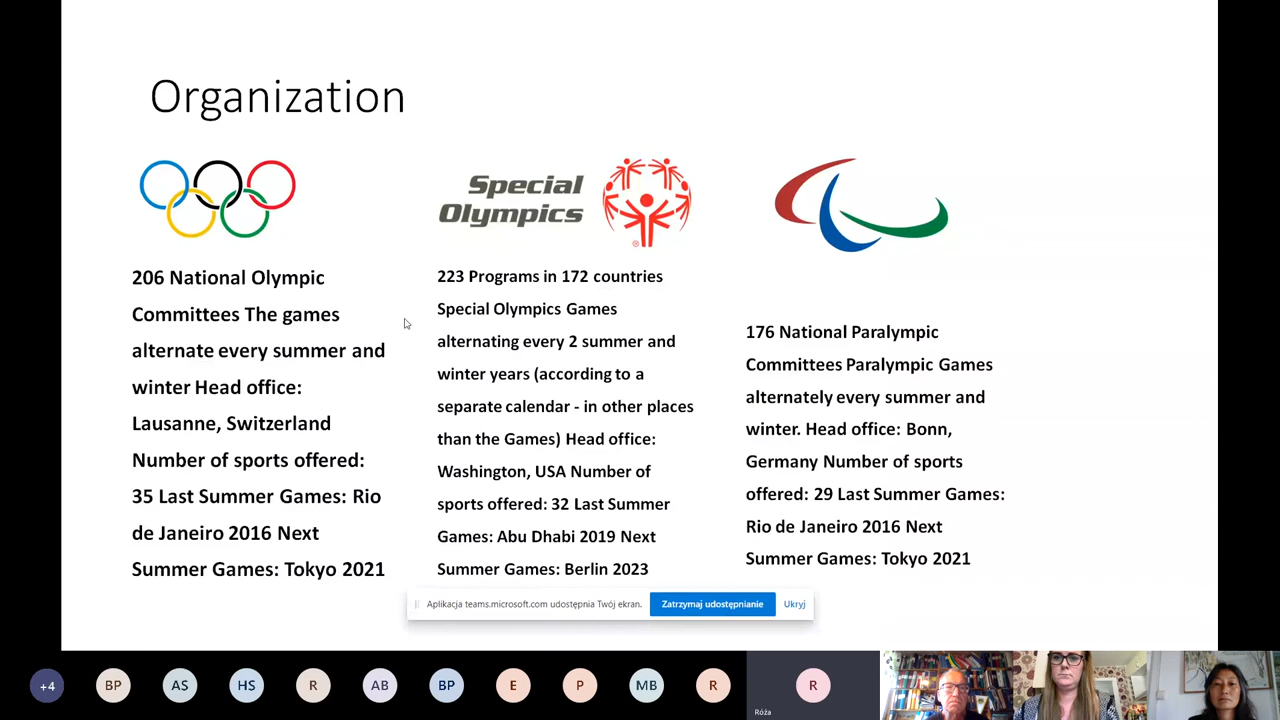 Organization
Special
Olympics
206 National Olympic
Committees The games
alternate every summer and
winter Head office:
Lausanne, Switzerland
Number of sports offered:
35 Last Summer Games: Rio
de Janeiro 2016 Next
Summer Games: Tokyo 2021
223 Programs in 172 countries
Special Olympics Games
alternating every 2 summer and
winter years (according to a
separate calendar - in other places
than the Games) Head office:
Washington, USA Number of
sports offered: 32 Last Summer
Games: Abu Dhabi 2019 Next
Summer Games: Berlin 2023
176 National Paralympic
Committees Paralympic Games
alternately every summer and
winter. Head office: Bonn,
Germany Number of sports
offered: 29 Last Summer Games:
Rio de Janeiro 2016 Next
Summer Games: Tokyo 2021
Aplikacja teams.microsoft.com udostępnia Twój ekran.
Zatrzymaj udostępnianie
Ukryj
+4
BP
AS
HS
R
AB
BP
E
P
MB
R
R
Róża